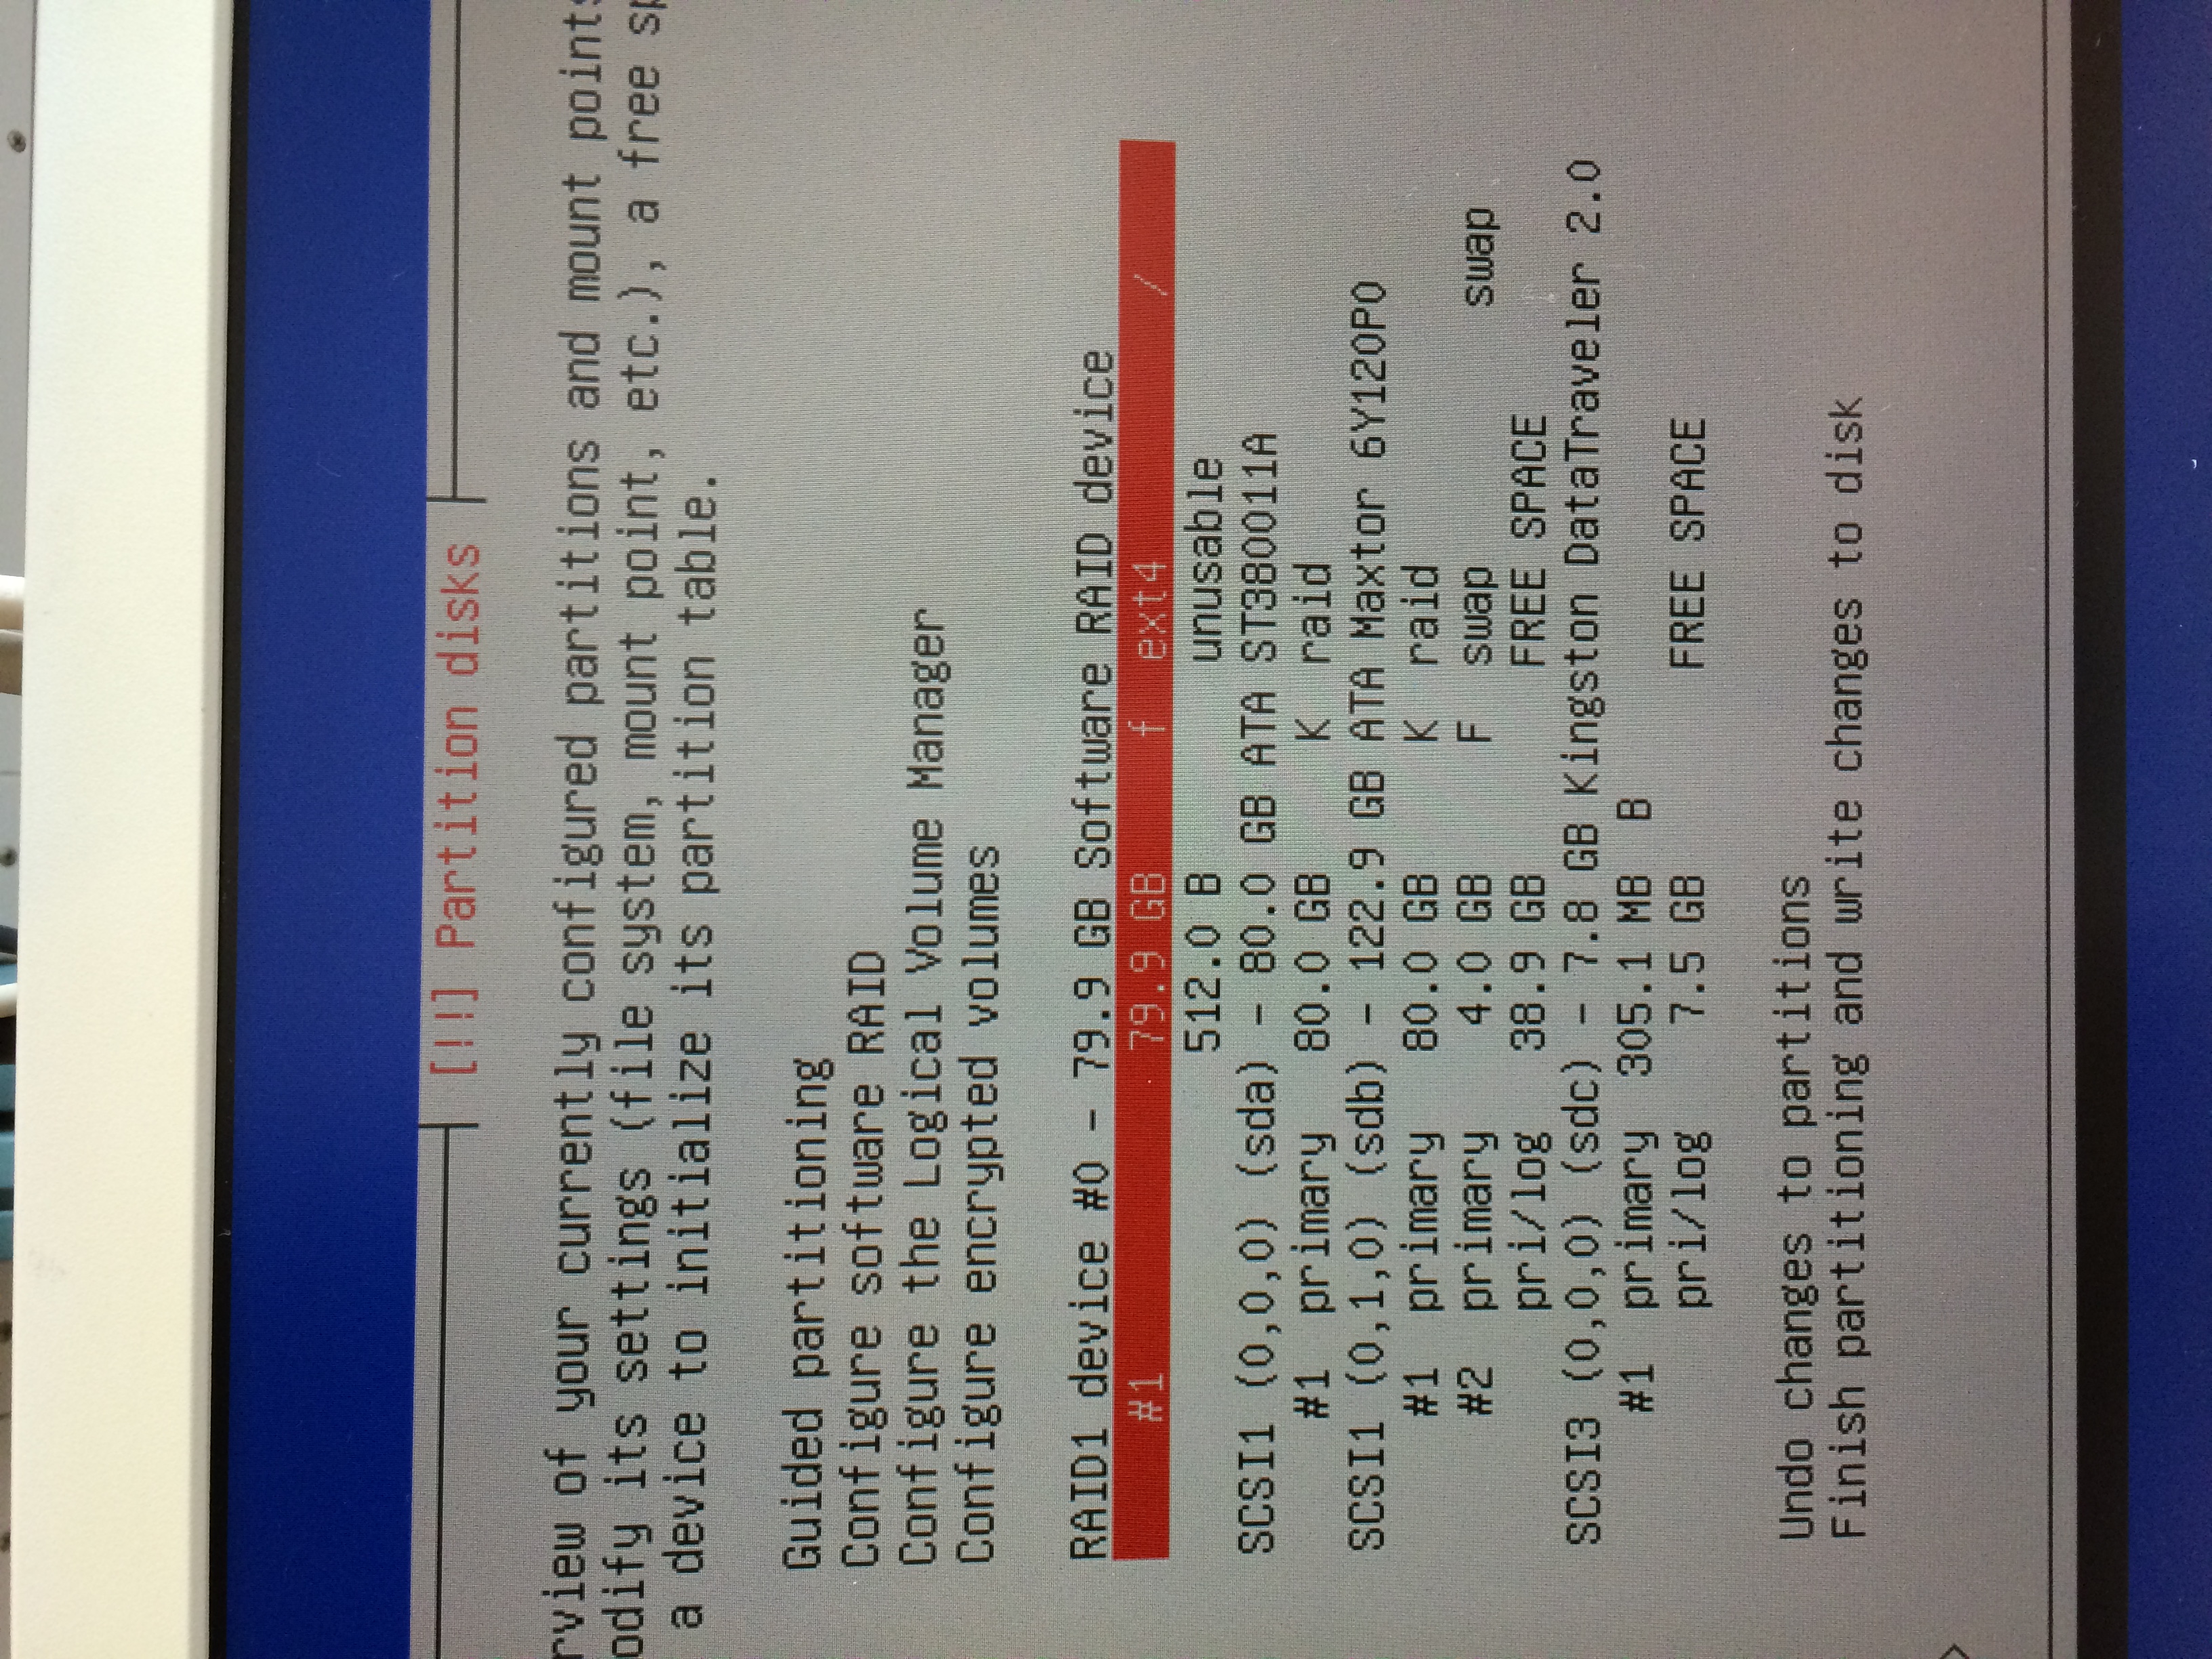 [!!] Partition disks
rview of your currently configured partitions and mount points
odify its settings (file system, mount point, etc.), a free sp
a device to initialize its partition table.
Guided partitioning
Configure software RAID
Configure the Logical Volume Manager
Configure encrypted volumes
RAID1 device #0 - 79.9 GB Software RAID device
#1 79.9 GB f ext4 /
512.0 B unusable
SCSI1 (0,0,0) (sda) - 80.0 GB ATA ST380011A
#1 primary 80.0 GB K raid
SCSI1 (0,1,0) (sdb) - 122.9 GB ATA Maxtor 6Y120P0
#1 primary 80.0 GB K raid
#2 primary 4.0 GB F swap swap
pri/log 38.9 GB FREE SPACE
SCSI3 (0,0,0) (sdc) - 7.8 GB Kingston DataTraveler 2.0
#1 primary 305.1 MB B
pri/log 7.5 GB FREE SPACE
Undo changes to partitions
Finish partitioning and write changes to disk